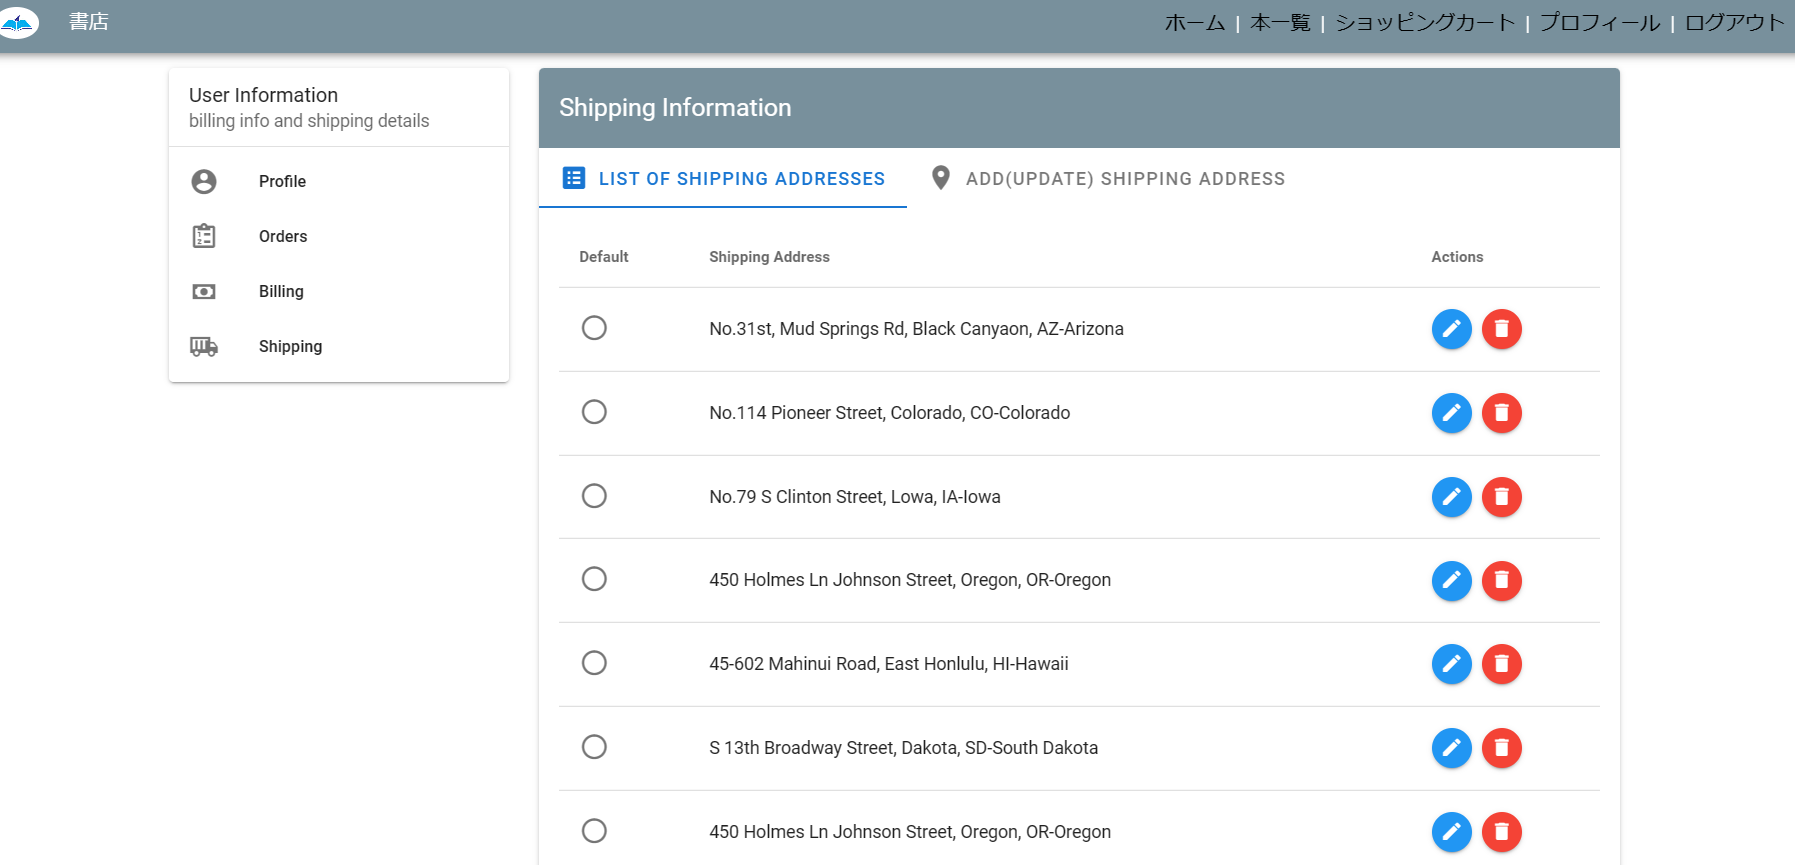 書店
ホーム | 本一覧 | ショッピングカート | プロフィール | ログアウト
User Information
billing info and shipping details
Profile
Orders
Billing
Shipping
Shipping Information
LIST OF SHIPPING ADDRESSES
ADD(UPDATE) SHIPPING ADDRESS
Default Shipping Address Actions
No.31st, Mud Springs Rd, Black Canyaon, AZ-Arizona
No.114 Pioneer Street, Colorado, CO-Colorado
No.79 S Clinton Street, Lowa, IA-Iowa
450 Holmes Ln Johnson Street, Oregon, OR-Oregon
45-602 Mahinui Road, East Honlulu, HI-Hawaii
S 13th Broadway Street, Dakota, SD-South Dakota
450 Holmes Ln Johnson Street, Oregon, OR-Oregon